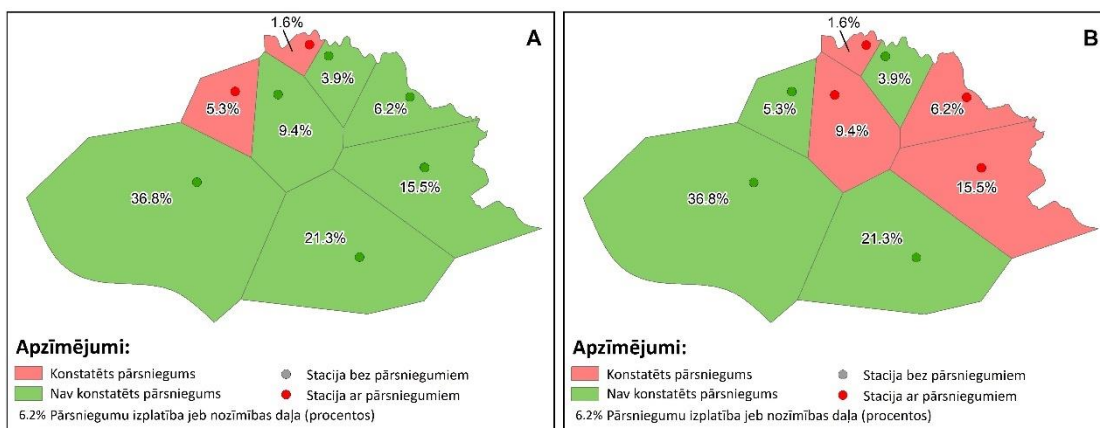 A
1.6%
3.9%
5.3%
6.2%
9.4%
15.5%
36.8%
21.3%
Apzīmējumi:
Konstatēts pārsniegums
Nav konstatēts pārsniegums
Stacija bez pārsniegumiem
Stacija ar pārsniegumiem
6.2% Pārsniegumu izplatība jeb nozīmības daļa (procentos)
B
1.6%
3.9%
5.3%
6.2%
9.4%
15.5%
36.8%
21.3%
Apzīmējumi:
Konstatēts pārsniegums
Nav konstatēts pārsniegums
Stacija bez pārsniegumiem
Stacija ar pārsniegumiem
6.2% Pārsniegumu izplatība jeb nozīmības daļa (procentos)